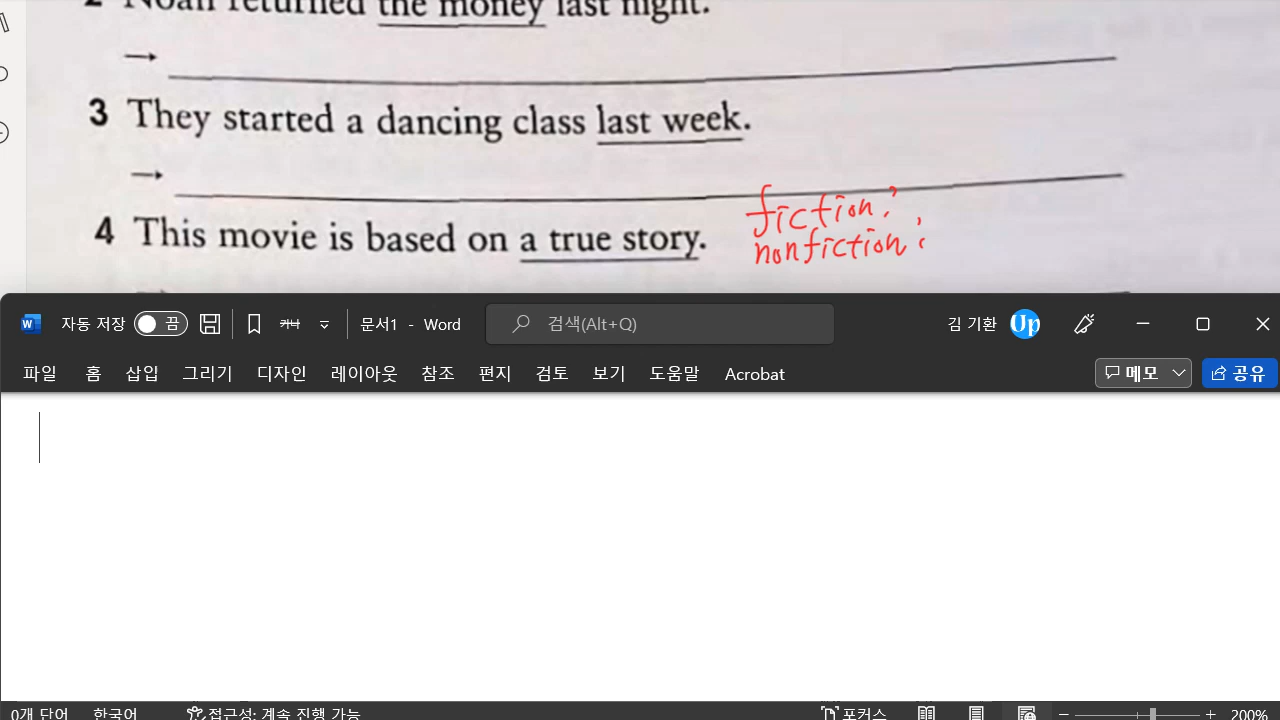 2 Noah returned the money last night.
→
3 They started a dancing class last week.
→
4 This movie is based on a true story.
fiction:
nonfiction:
자동 저장 끔 문서1 - Word 검색(Alt+Q) 김 기환 Up
파일 홈 삽입 그리기 디자인 레이아웃 참조 편지 검토 보기 도움말 Acrobat 메모 공유
0개 단어 한국어 접근성: 계속 진행 가능 포커스 200%